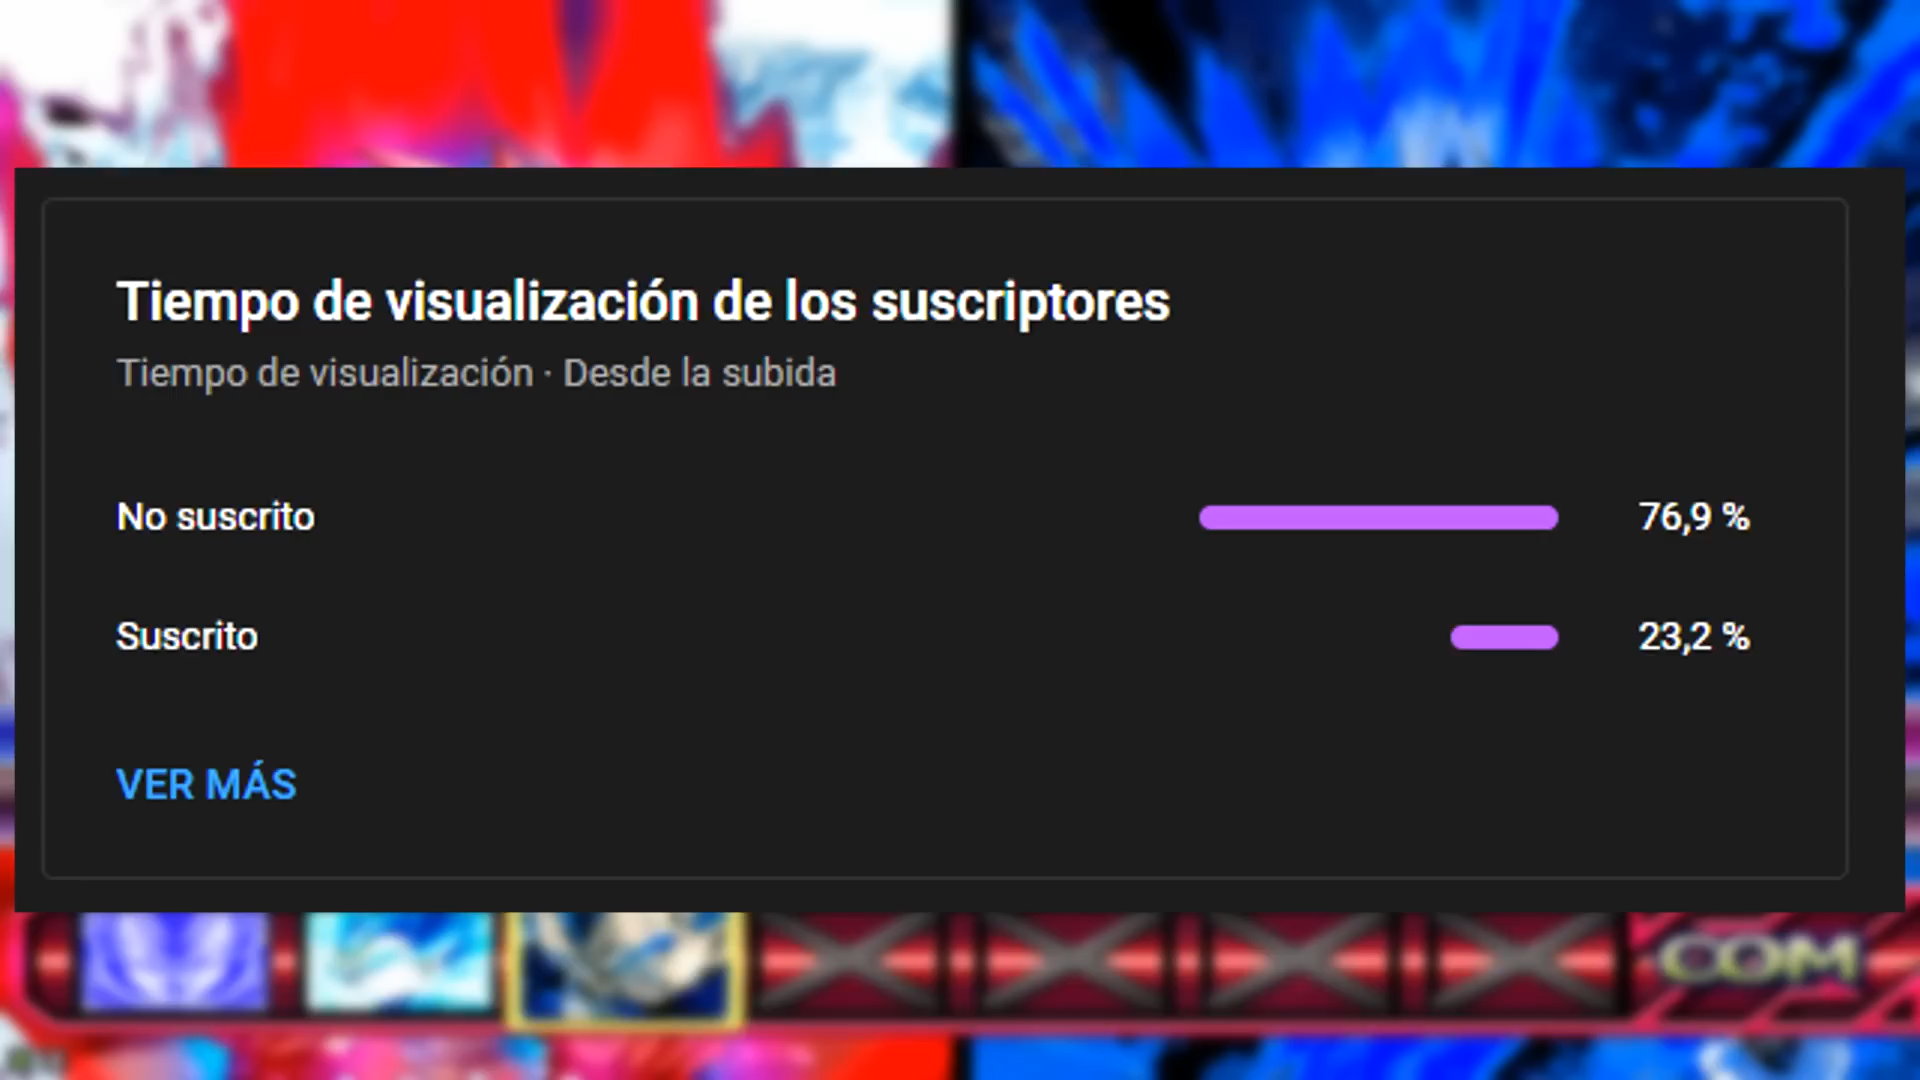 Tiempo de visualización de los suscriptores
Tiempo de visualización · Desde la subida
No suscrito 76,9 %
Suscrito 23,2 %
VER MÁS
COM